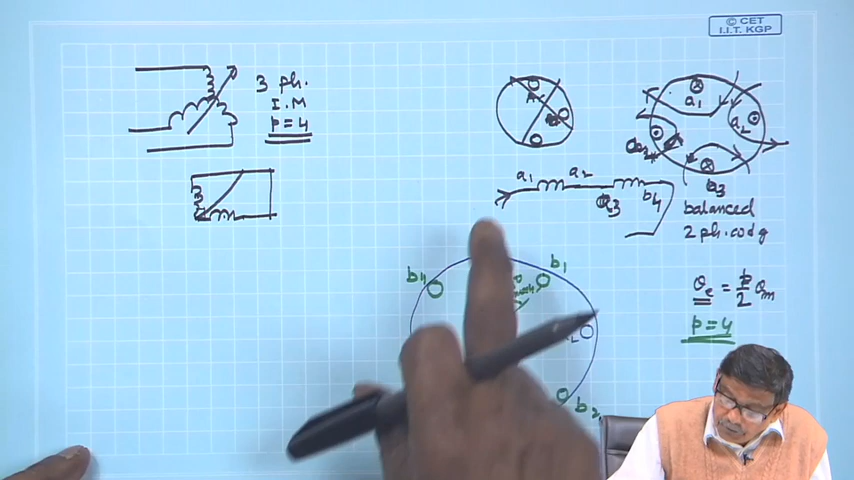 © CET
I.I.T. KGP
3 ph.
I.M
p=4
a1
a2
b3
a1 a2
a3
b4
balanced
2 ph.
θe = p/2 θm
p=4
b4
b1
b2